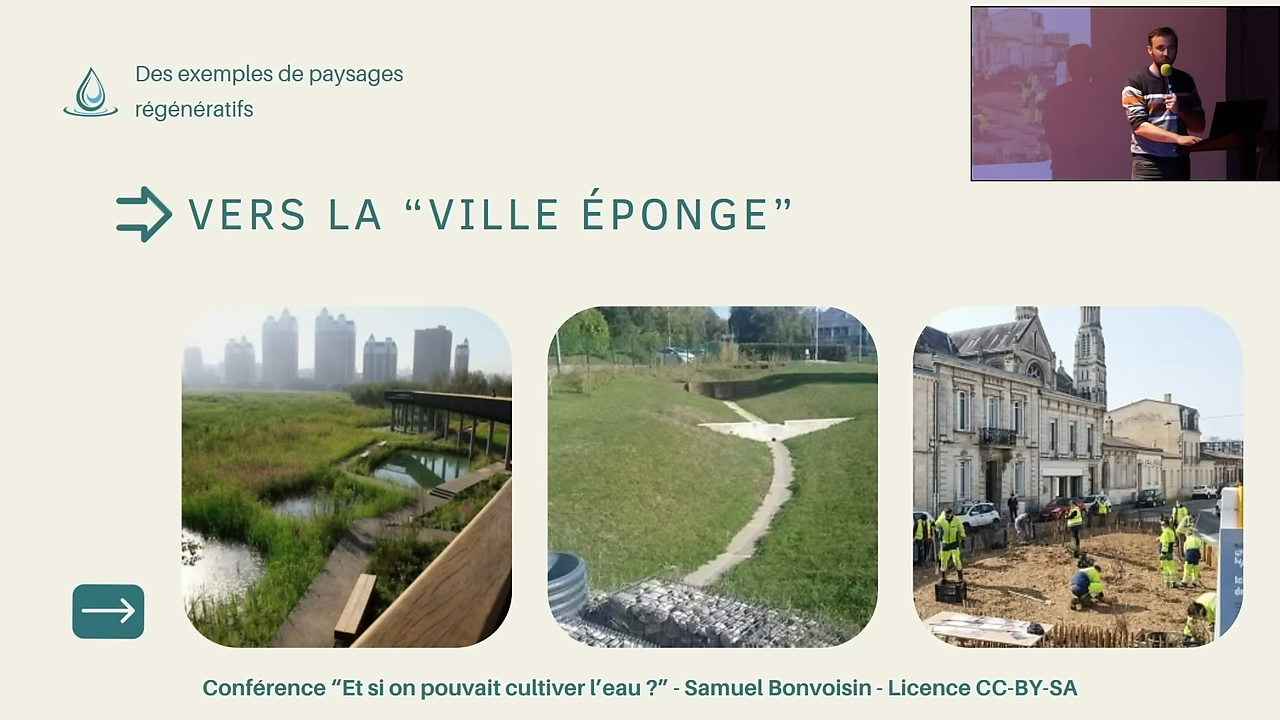 Des exemples de paysages
régénératifs
VERS LA “VILLE ÉPONGE”
Conférence “Et si on pouvait cultiver l’eau ?” - Samuel Bonvoisin - Licence CC-BY-SA